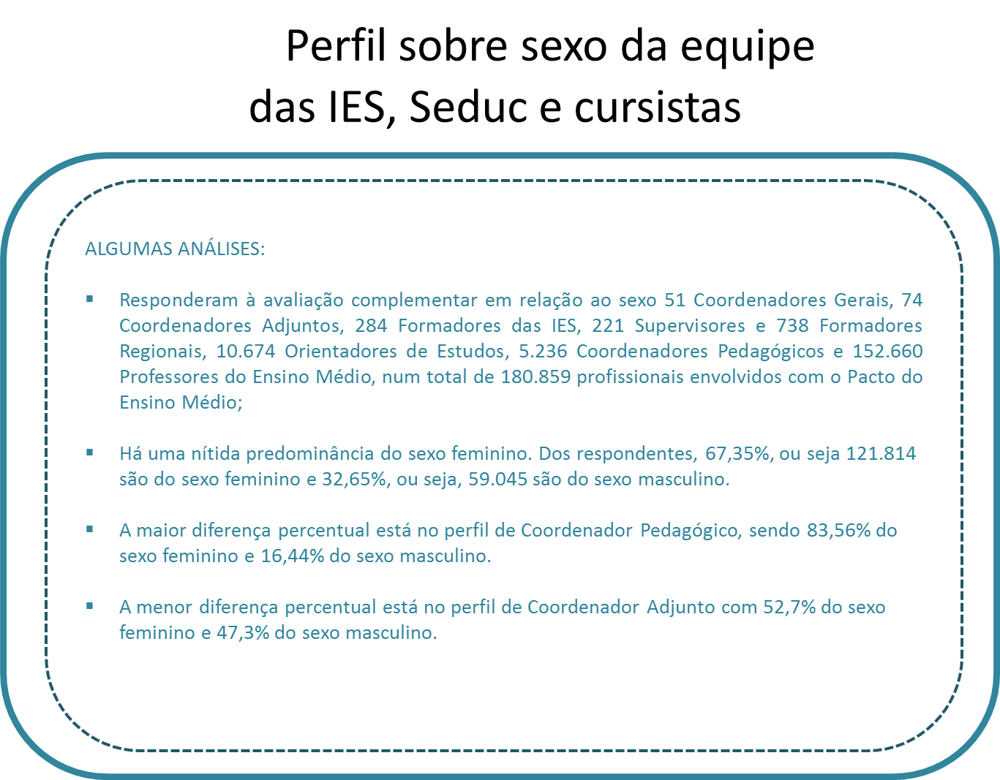 Perfil sobre sexo da equipe
das IES, Seduc e cursistas
ALGUMAS ANÁLISES:
▪ Responderam à avaliação complementar em relação ao sexo 51 Coordenadores Gerais, 74
Coordenadores Adjuntos, 284 Formadores das IES, 221 Supervisores e 738 Formadores
Regionais, 10.674 Orientadores de Estudos, 5.236 Coordenadores Pedagógicos e 152.660
Professores do Ensino Médio, num total de 180.859 profissionais envolvidos com o Pacto do
Ensino Médio;
▪ Há uma nítida predominância do sexo feminino. Dos respondentes, 67,35%, ou seja 121.814
são do sexo feminino e 32,65%, ou seja, 59.045 são do sexo masculino.
▪ A maior diferença percentual está no perfil de Coordenador Pedagógico, sendo 83,56% do
sexo feminino e 16,44% do sexo masculino.
▪ A menor diferença percentual está no perfil de Coordenador Adjunto com 52,7% do sexo
feminino e 47,3% do sexo masculino.